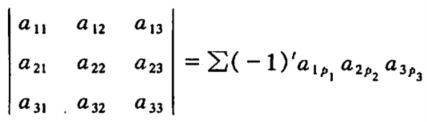 | a₁₁ a₁₂ a₁₃ |
| a₂₁ a₂₂ a₂₃ | = Σ(-1)′a₁ₚ₁ a₂ₚ₂ a₃ₚ₃
| a₃₁ a₃₂ a₃₃ |